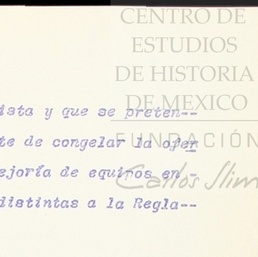 CENTRO DE
ESTUDIOS
DE HISTORIA
DE MEXICO
FUNDACIÓN
Carlos Slim
ista y que se preten--
te de congelar la ofer
ejoría de equipos en -
distintas a la Regla--